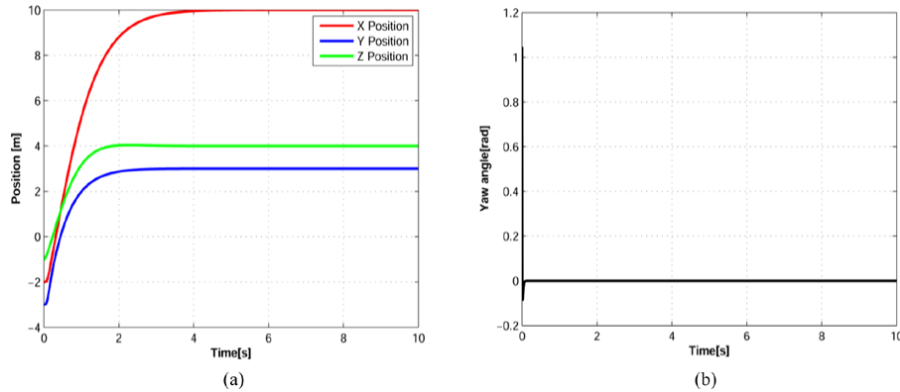 10
8
6
4
2
0
−2
−4
Position [m]
X Position
Y Position
Z Position
0 2 4 6 8 10
Time[s]
(a)
1.2
1
0.8
0.6
0.4
0.2
0
−0.2
Yaw angle[rad]
0 2 4 6 8 10
Time[s]
(b)